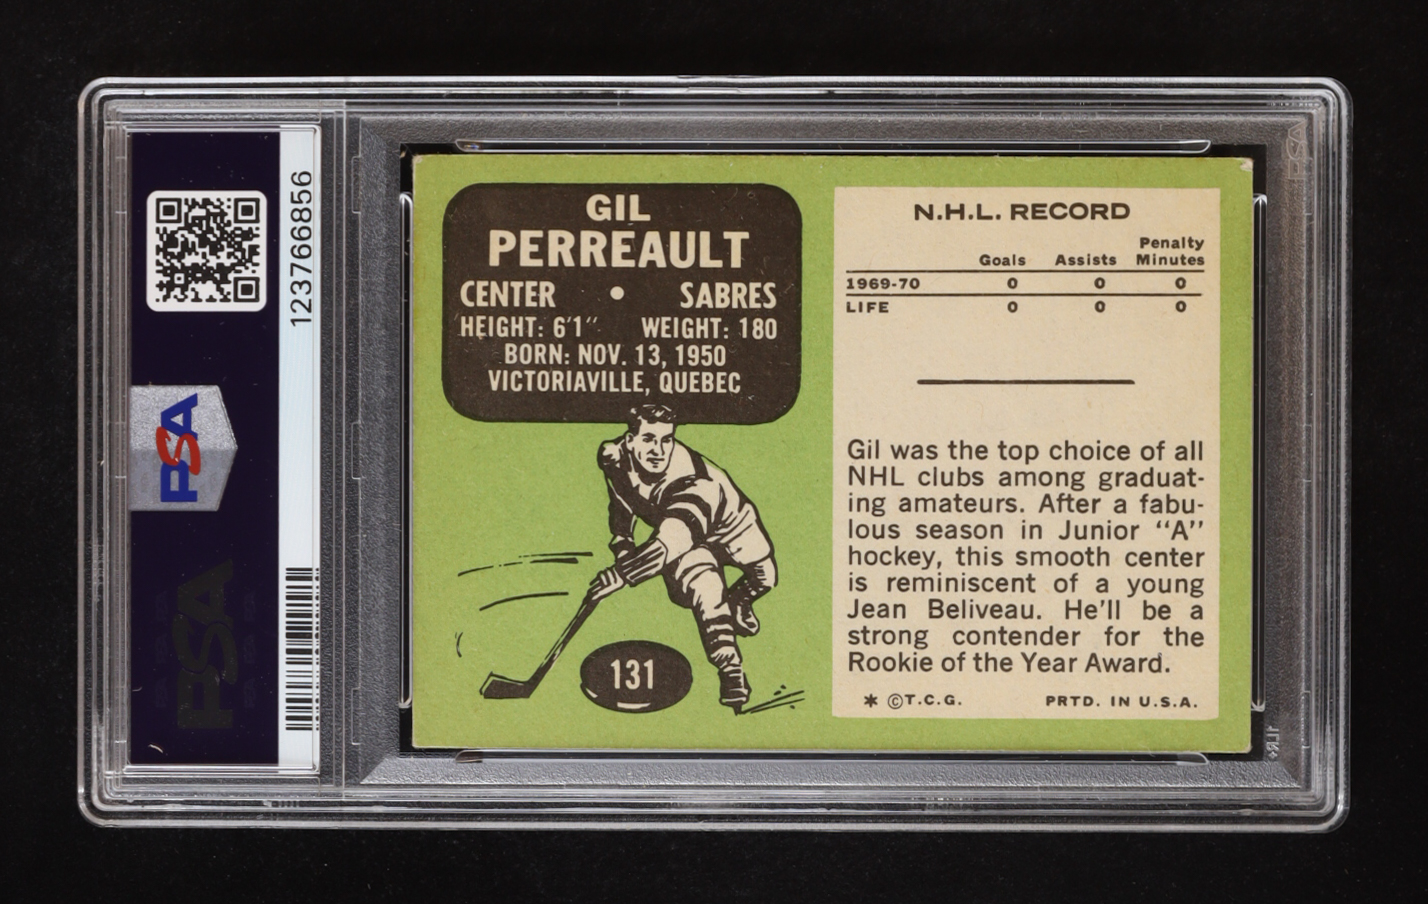 123766856
PSA
PSA
GIL
PERREAULT
CENTER • SABRES
HEIGHT: 6'1" WEIGHT: 180
BORN: NOV. 13, 1950
VICTORIAVILLE, QUEBEC
131
N.H.L. RECORD
Goals Assists Penalty Minutes
1969-70 0 0 0
LIFE 0 0 0
Gil was the top choice of all
NHL clubs among graduat-
ing amateurs. After a fabu-
lous season in Junior "A"
hockey, this smooth center
is reminiscent of a young
Jean Beliveau. He'll be a
strong contender for the
Rookie of the Year Award.
* ©T.C.G. PRTD. IN U.S.A.
PSA